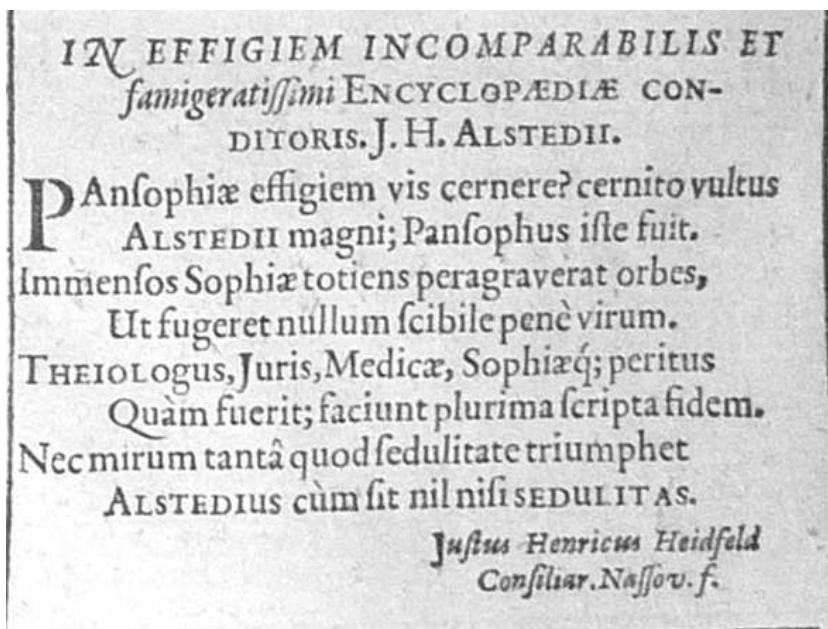 IN EFFIGIEM INCOMPARABILIS ET
famigeratiſſimi ENCYCLOPÆDIÆ CON-
DITORIS. J. H. ALSTEDII.
PAnſophiæ effigiem vis cernere? cernito vultus
ALSTEDII magni; Panſophus iſte fuit.
Immenſos Sophiæ totiens peragraverat orbes,
Ut fugeret nullum ſcibile penè virum.
THEIOLogus, Juris, Medicæ, Sophiæq́; peritus
Quàm fuerit; faciunt plurima ſcripta fidem.
Nec mirum tantâ quod ſedulitate triumphet
ALSTEDIus cùm ſit nil niſi SEDULITAS.
Juſtus Henricus Heidfeld
Conſiliar. Naſſov. f.